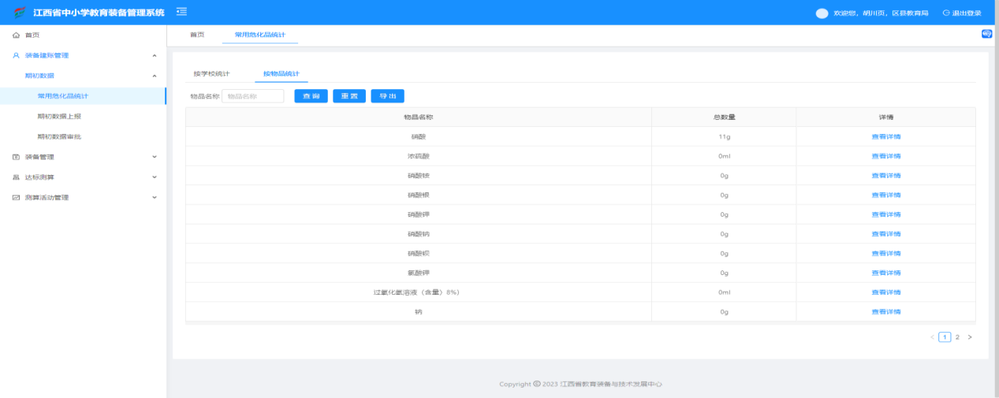 江西省中小学教育装备管理系统
欢迎您，胡川页，区县教育局 退出登录
首页
装备建账管理
期初数据
常用危化品统计
期初数据上报
期初数据审批
装备管理
达标测算
测算活动管理
首页 常用危化品统计
按学校统计 按物品统计
物品名称 物品名称 查 询 重 置 导 出
物品名称 总数量 详情
硝酸 11g 查看详情
浓硫酸 0ml 查看详情
硝酸铵 0g 查看详情
硝酸银 0g 查看详情
硝酸钾 0g 查看详情
硝酸钠 0g 查看详情
硝酸钡 0g 查看详情
氯酸钾 0g 查看详情
过氧化氢溶液（含量）8%） 0ml 查看详情
钠 0g 查看详情
< 1 2 >
Copyright © 2023 江西省教育装备与技术发展中心